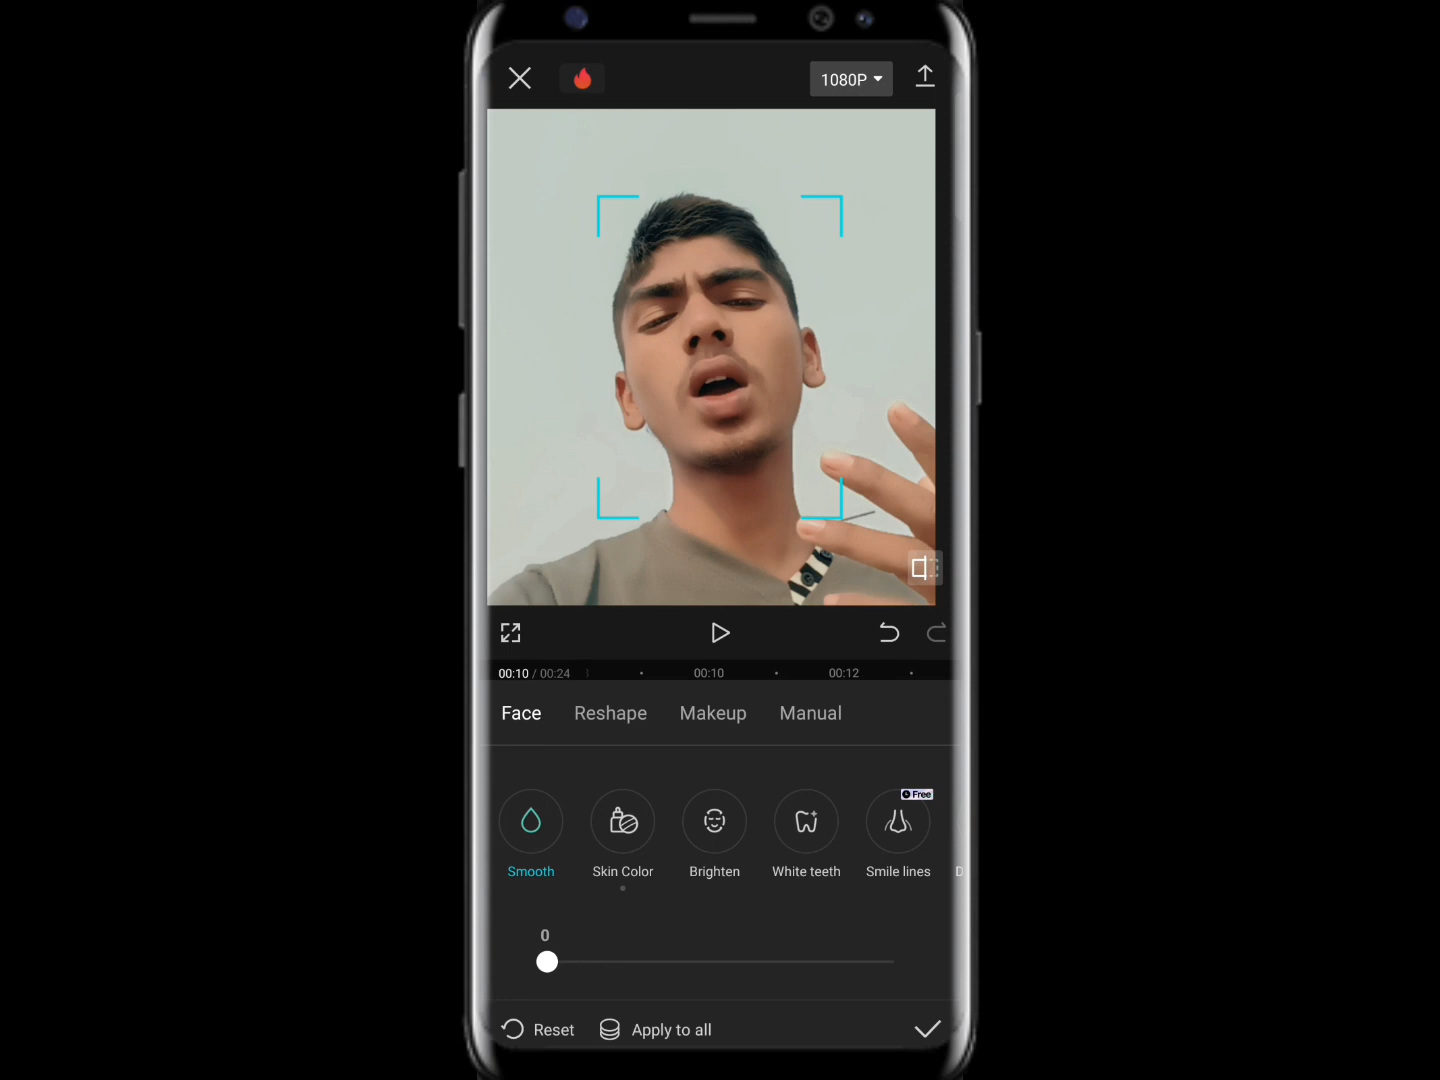 1080P
00:10 / 00:24
00:10
00:12
Face
Reshape
Makeup
Manual
Free
Smooth
Skin Color
Brighten
White teeth
Smile lines
D
0
Reset
Apply to all